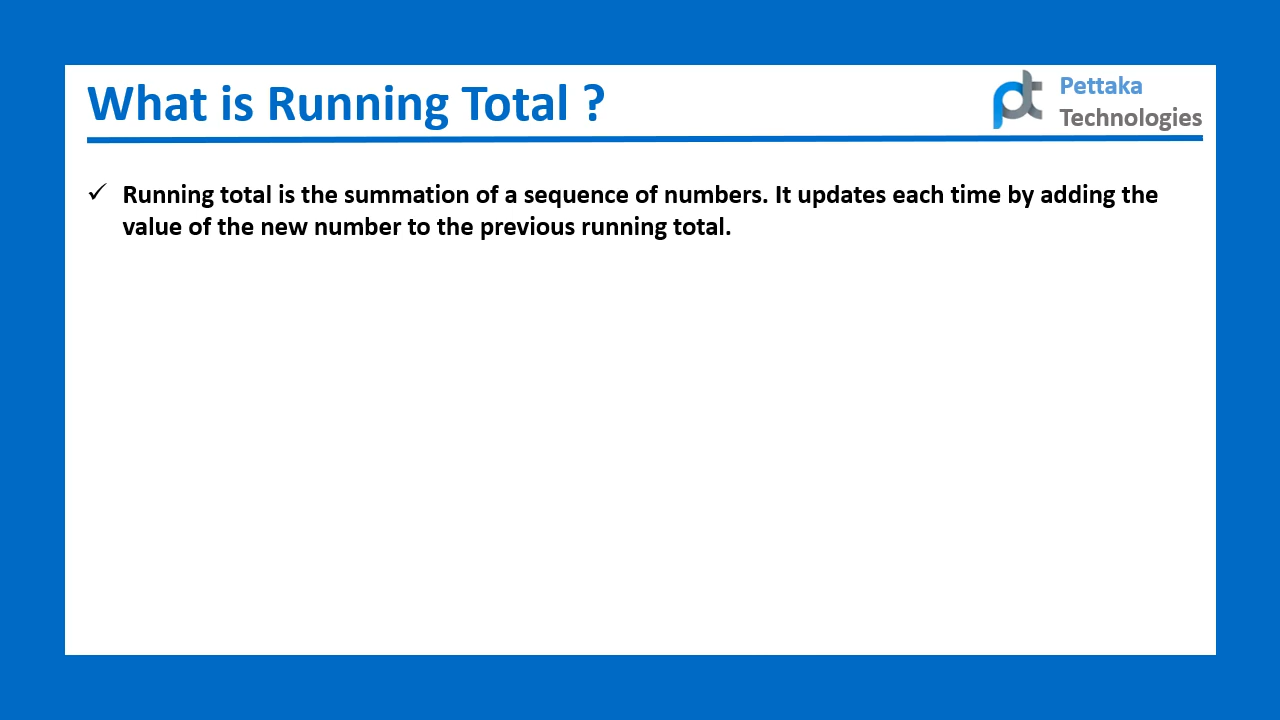 What is Running Total ?
Pettaka
Technologies
✓ Running total is the summation of a sequence of numbers. It updates each time by adding the
value of the new number to the previous running total.